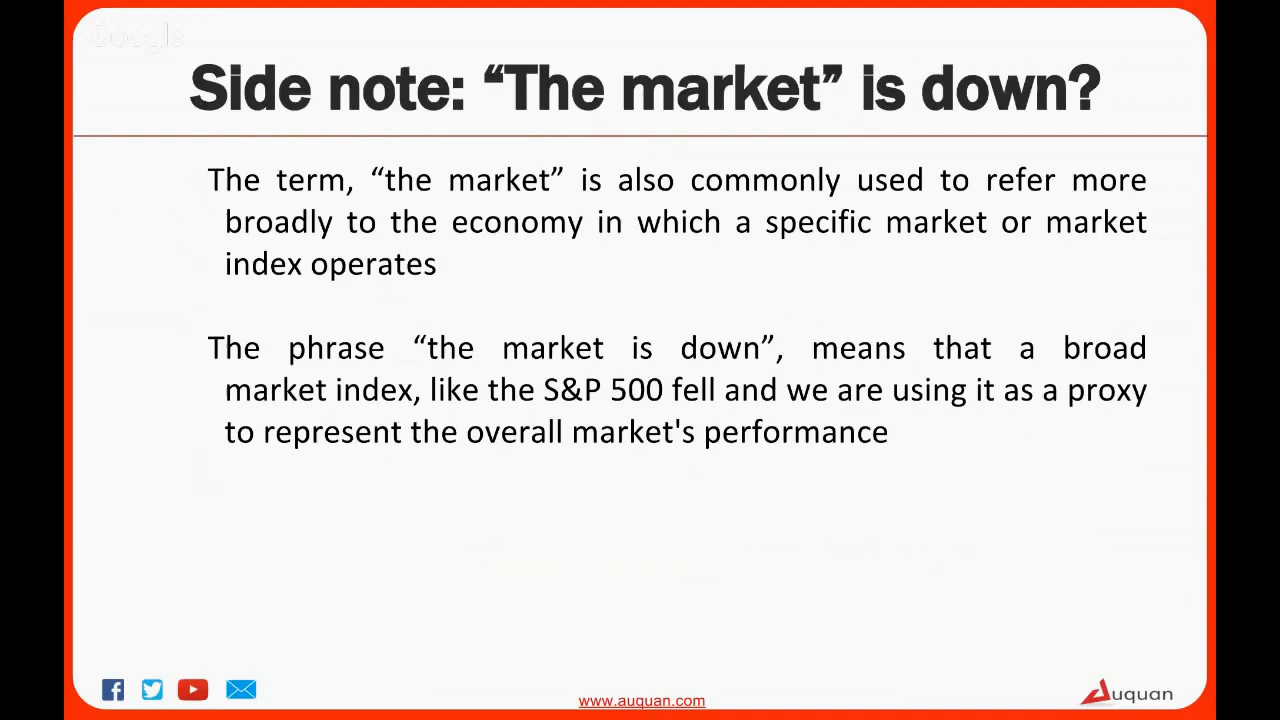 Google
Side note: “The market” is down?
The term, “the market” is also commonly used to refer more
broadly to the economy in which a specific market or market
index operates
The phrase “the market is down”, means that a broad
market index, like the S&P 500 fell and we are using it as a proxy
to represent the overall market's performance
www.auquan.com
Auquan